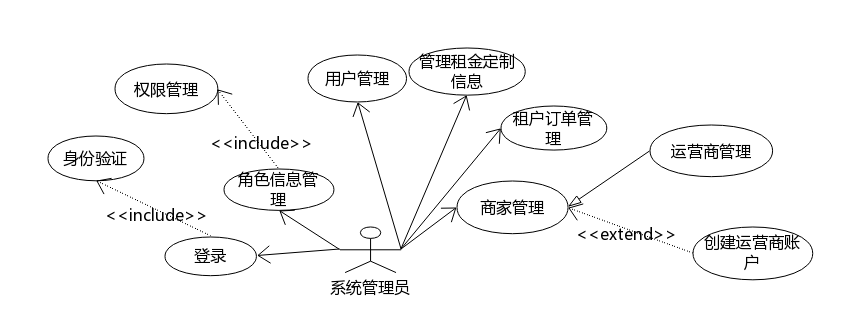 管理租金定制
信息
用户管理
权限管理
租户订单管
理
<<include>>
身份验证
运营商管理
角色信息管
理
商家管理
<<include>>
<<extend>>
创建运营商账
户
登录
系统管理员